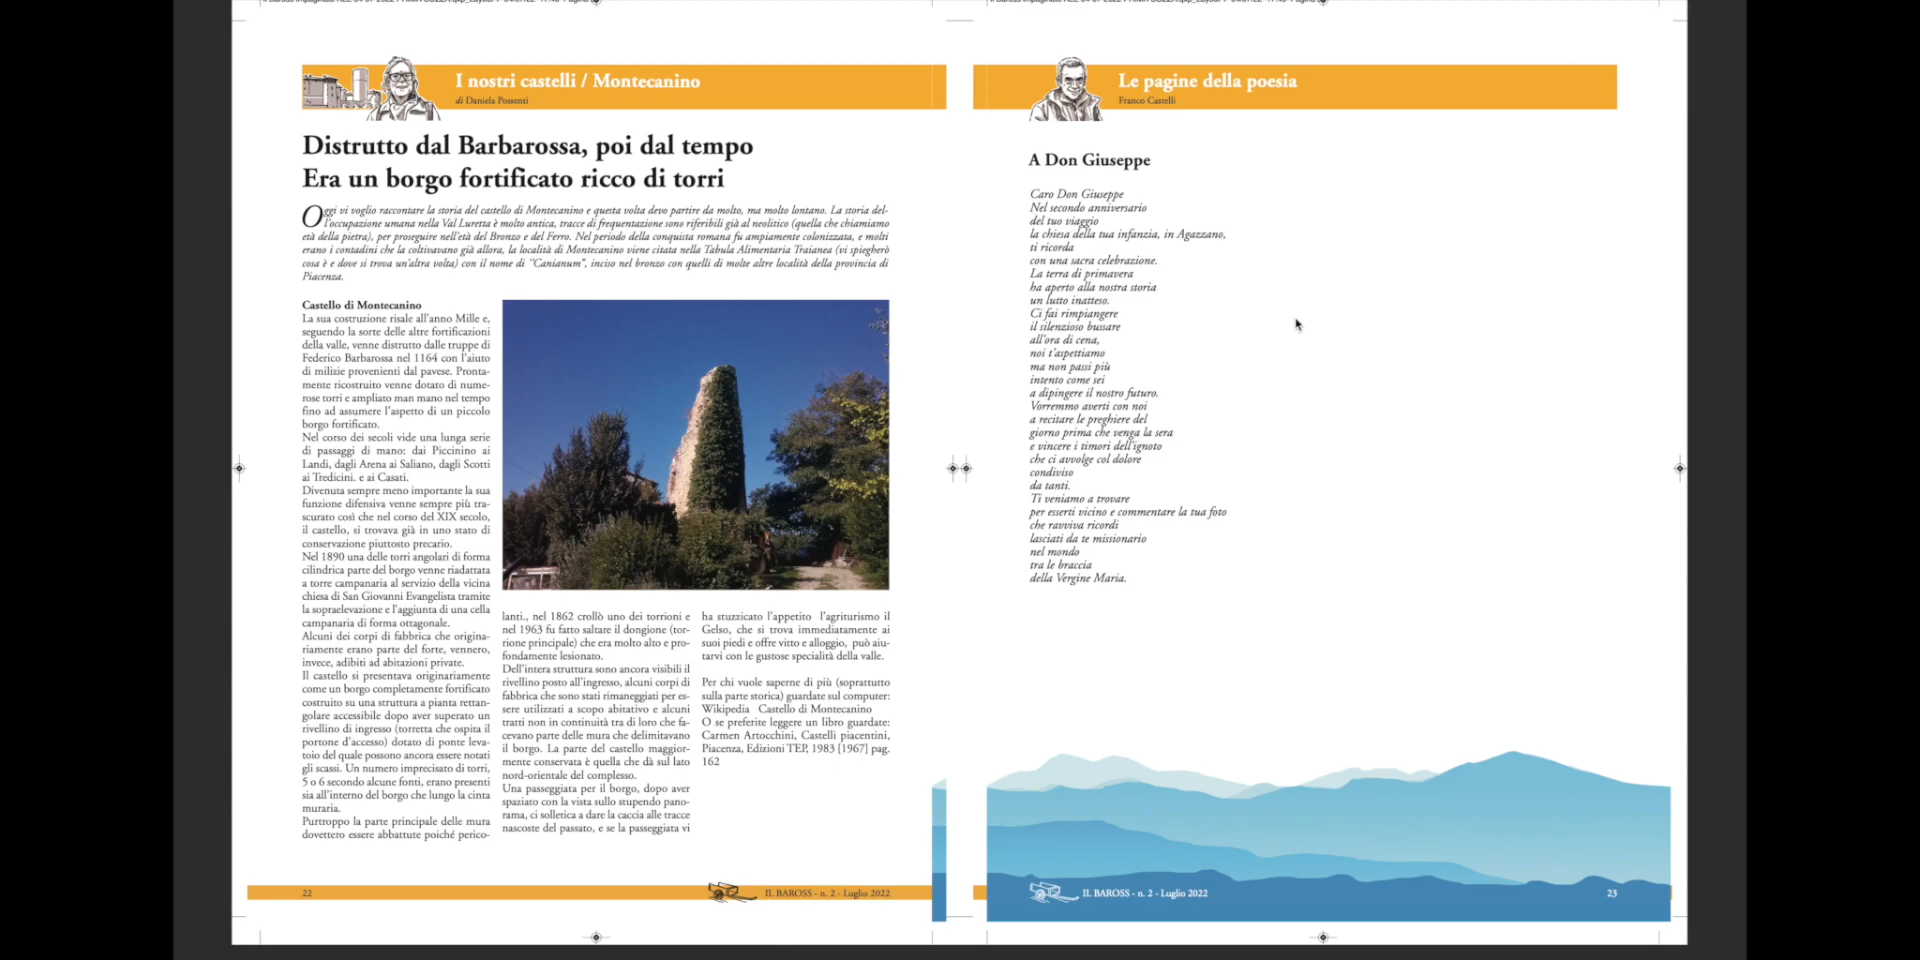 I nostri castelli / Montecanino
di Daniela Possenti
Distrutto dal Barbarossa, poi dal tempo
Era un borgo fortificato ricco di torri
Oggi vi voglio raccontare la storia del castello di Montecanino e questa volta devo partire da molto, ma molto lontano. La storia del-
l'occupazione umana nella Val Luretta è molto antica, tracce di frequentazione sono riferibili già al neolitico (quella che chiamiamo
età della pietra), per proseguire nell'età del Bronzo e del Ferro. Nel periodo della conquista romana fu ampiamente colonizzata, e molti
erano i contadini che la coltivavano già allora, la località di Montecanino viene citata nella Tabula Alimentaria Traianea (vi spiegherò
cosa è e dove si trova un'altra volta) con il nome di "Canianum", inciso nel bronzo con quelli di molte altre località della provincia di
Piacenza.
Castello di Montecanino
La sua costruzione risale all'anno Mille e,
seguendo la sorte delle altre fortificazioni
della valle, venne distrutto dalle truppe di
Federico Barbarossa nel 1164 con l'aiuto
di milizie provenienti dal pavese. Pronta-
mente ricostruito venne dotato di nume-
rose torri e ampliato man mano nel tempo
fino ad assumere l'aspetto di un piccolo
borgo fortificato.
Nel corso dei secoli vide una lunga serie
di passaggi di mano: dai Piccinino ai
Landi, dagli Arena ai Saliano, dagli Scotti
ai Tredicini. e ai Casati.
Divenuta sempre meno importante la sua
funzione difensiva venne sempre più tra-
scurato così che nel corso del XIX secolo,
il castello, si trovava già in uno stato di
conservazione piuttosto precario.
Nel 1890 una delle torri angolari di forma
cilindrica parte del borgo venne riadattata
a torre campanaria al servizio della vicina
chiesa di San Giovanni Evangelista tramite
la sopraelevazione e l'aggiunta di una cella
campanaria di forma ottagonale.
Alcuni dei corpi di fabbrica che origina-
riamente erano parte del forte, vennero,
invece, adibiti ad abitazioni private.
Il castello si presentava originariamente
come un borgo completamente fortificato
costruito su una struttura a pianta rettan-
golare accessibile dopo aver superato un
rivellino di ingresso (torretta che ospita il
portone d'accesso) dotato di ponte leva-
toio del quale possono ancora essere notati
gli scassi. Un numero imprecisato di torri,
5 o 6 secondo alcune fonti, erano presenti
sia all'interno del borgo che lungo la cinta
muraria.
Purtroppo la parte principale delle mura
dovettero essere abbattute poiché perico-
lanti., nel 1862 crollò uno dei torrioni e
nel 1963 fu fatto saltare il dongione (tor-
rione principale) che era molto alto e pro-
fondamente lesionato.
Dell'intera struttura sono ancora visibili il
rivellino posto all'ingresso, alcuni corpi di
fabbrica che sono stati rimaneggiati per es-
sere utilizzati a scopo abitativo e alcuni
tratti non in continuità tra di loro che fa-
cevano parte delle mura che delimitavano
il borgo. La parte del castello maggior-
mente conservata è quella che dà sul lato
nord-orientale del complesso.
Una passeggiata per il borgo, dopo aver
spaziato con la vista sullo stupendo pano-
rama, ci solletica a dare la caccia alle tracce
nascoste del passato, e se la passeggiata vi
ha stuzzicato l'appetito l'agriturismo il
Gelso, che si trova immediatamente ai
suoi piedi e offre vitto e alloggio, può aiu-
tarvi con le gustose specialità della valle.
Per chi vuole saperne di più (soprattutto
sulla parte storica) guardate sul computer:
Wikipedia Castello di Montecanino
O se preferite leggere un libro guardate:
Carmen Artocchini, Castelli piacentini,
Piacenza, Edizioni TEP, 1983 [1967] pag.
162
22
IL BAROSS - n. 2 - Luglio 2022
Le pagine della poesia
Franco Castelli
A Don Giuseppe
Caro Don Giuseppe
Nel secondo anniversario
del tuo viaggio
la chiesa della tua infanzia, in Agazzano,
ti ricorda
con una sacra celebrazione.
La terra di primavera
ha aperto alla nostra storia
un lutto inatteso.
Ci fai rimpiangere
il silenzioso bussare
all'ora di cena,
noi t'aspettiamo
ma non passi più
intento come sei
a dipingere il nostro futuro.
Vorremmo averti con noi
a recitare le preghiere del
giorno prima che venga la sera
e vincere i timori dell'ignoto
che ci avvolge col dolore
condiviso
da tanti.
Ti veniamo a trovare
per esserti vicino e commentare la tua foto
che ravviva ricordi
lasciati da te missionario
nel mondo
tra le braccia
della Vergine Maria.
IL BAROSS - n. 2 - Luglio 2022
23